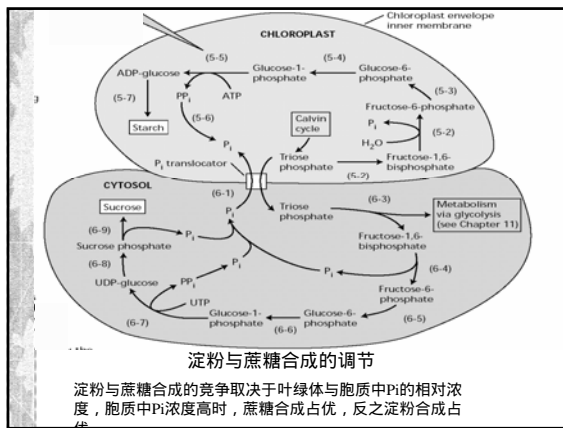 Chloroplast envelope
inner membrane
CHLOROPLAST
(5-5)
(5-4)
ADP-glucose
Glucose-1-
phosphate
Glucose-6-
phosphate
(5-3)
(5-7)
PPi
ATP
Fructose-6-phosphate
(5-6)
Starch
Calvin
cycle
Pi
(5-2)
H2O
Pi
Pi translocator
Triose
phosphate
(5-2)
Fructose-1,6-
bisphosphate
CYTOSOL
(6-1)
Sucrose
Pi
Triose
phosphate
(6-3)
Metabolism
via glycolysis
(see Chapter 11)
(6-9)
Sucrose phosphate
Pi
Fructose-1,6-
bisphosphate
(6-8)
Pi
Pi
(6-4)
UDP-glucose
PPi
Fructose-6-
phosphate
UTP
(6-7)
Glucose-1-
phosphate
(6-6)
Glucose-6-
phosphate
(6-5)
淀粉与蔗糖合成的调节
淀粉与蔗糖合成的竞争取决于叶绿体与胞质中Pi的相对浓
度，胞质中Pi浓度高时，蔗糖合成占优，反之淀粉合成占